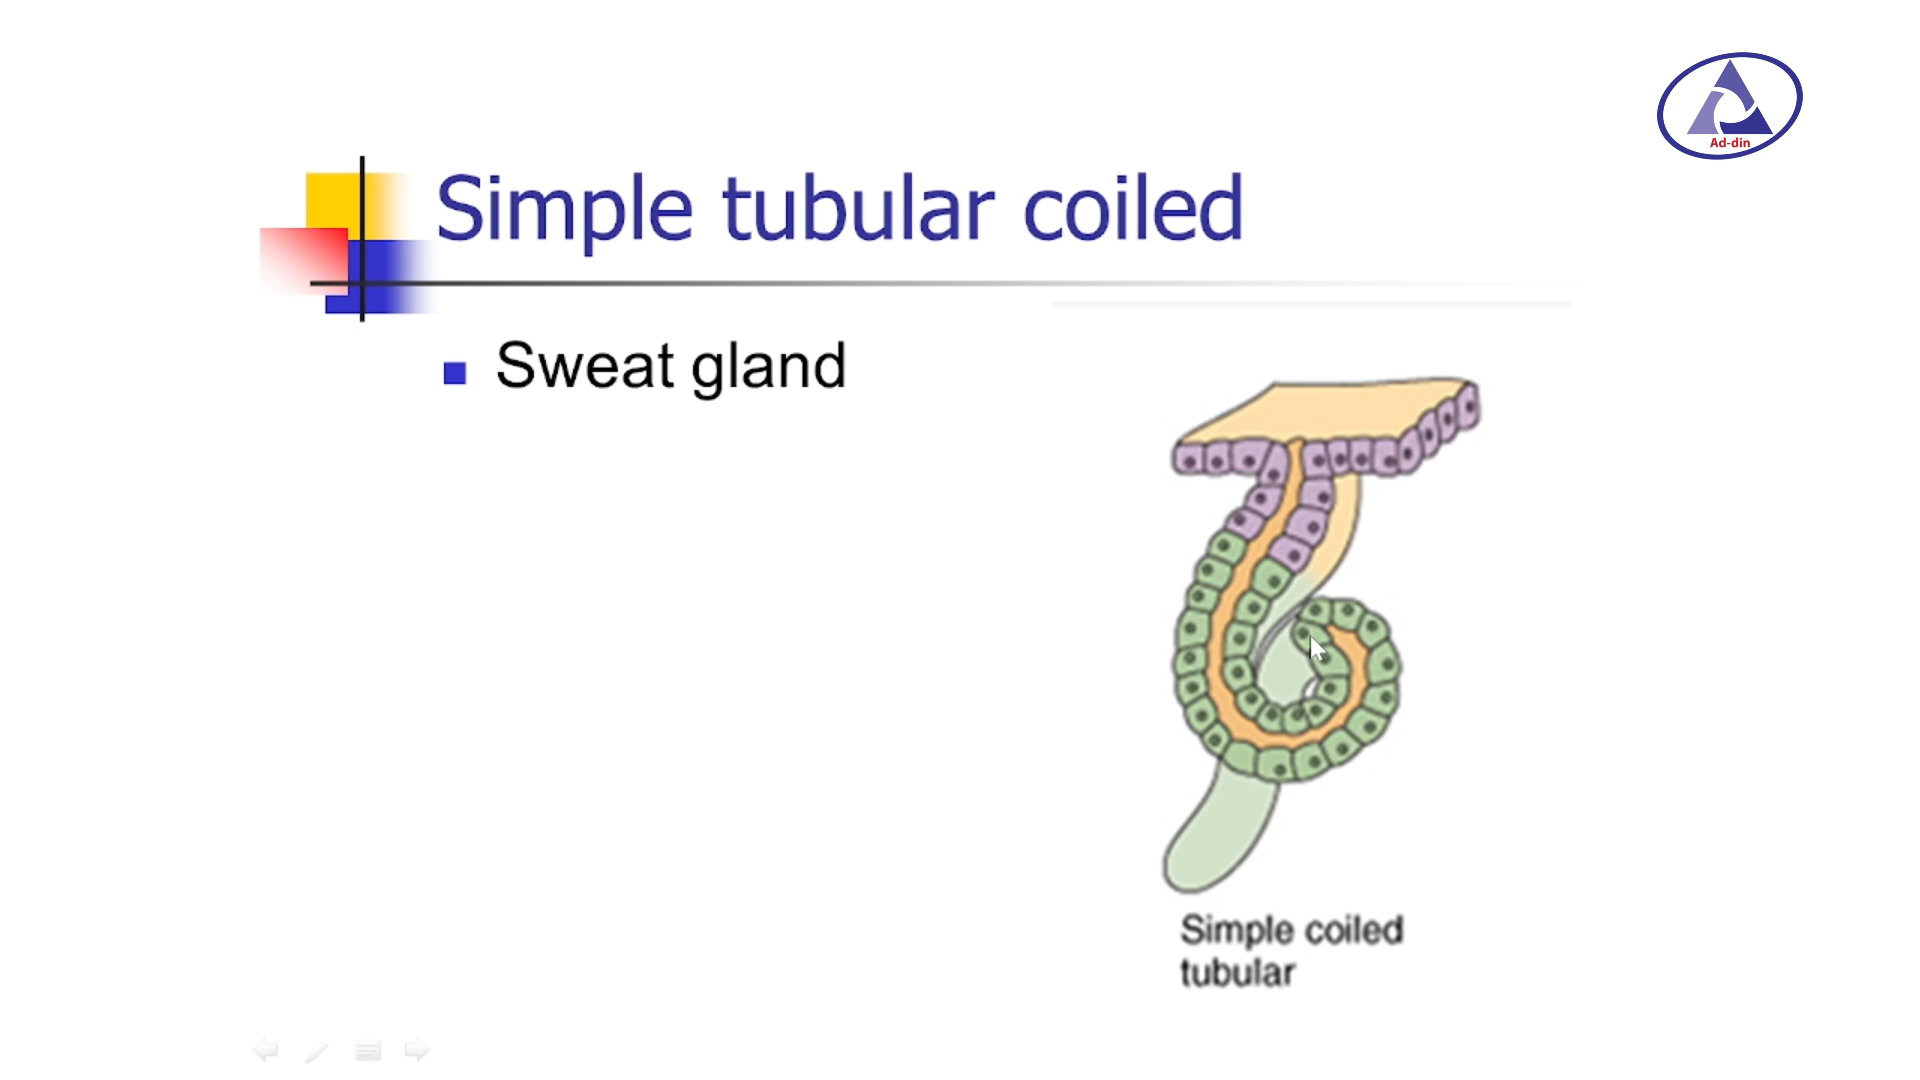 Ad-din
Simple tubular coiled
Sweat gland
Simple coiled
tubular